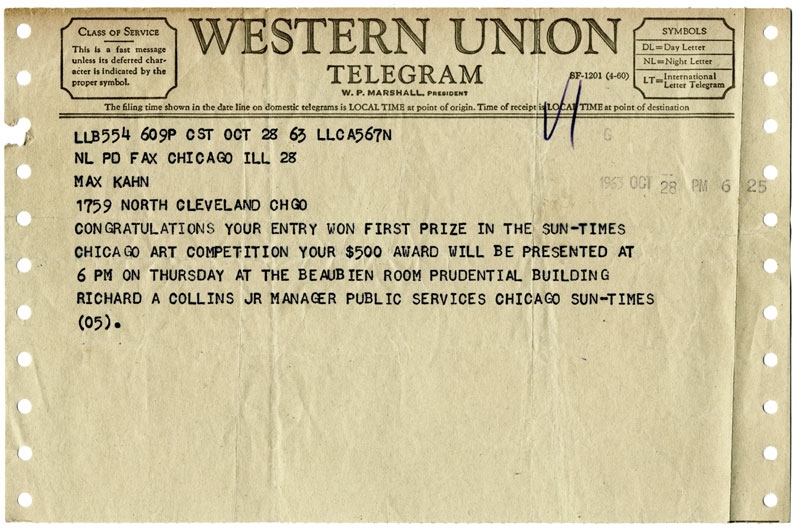 CLASS OF SERVICE
This is a fast message
unless its deferred char-
acter is indicated by the
proper symbol.
WESTERN UNION
TELEGRAM
W. P. MARSHALL, PRESIDENT
SF-1201 (4-60)
SYMBOLS
DL=Day Letter
NL=Night Letter
LT=International
Letter Telegram
The filing time shown in the date line on domestic telegrams is LOCAL TIME at point of origin. Time of receipt is LOCAL TIME at point of destination
LLB554 609P CST OCT 28 63 LLCA567N
NL PD FAX CHICAGO ILL 28
MAX KAHN
1759 NORTH CLEVELAND CHGO
G
1963 OCT 28 PM 6 25
CONGRATULATIONS YOUR ENTRY WON FIRST PRIZE IN THE SUN-TIMES
CHICAGO ART COMPETITION YOUR $500 AWARD WILL BE PRESENTED AT
6 PM ON THURSDAY AT THE BEAUBIEN ROOM PRUDENTIAL BUILDING
RICHARD A COLLINS JR MANAGER PUBLIC SERVICES CHICAGO SUN-TIMES
(05).